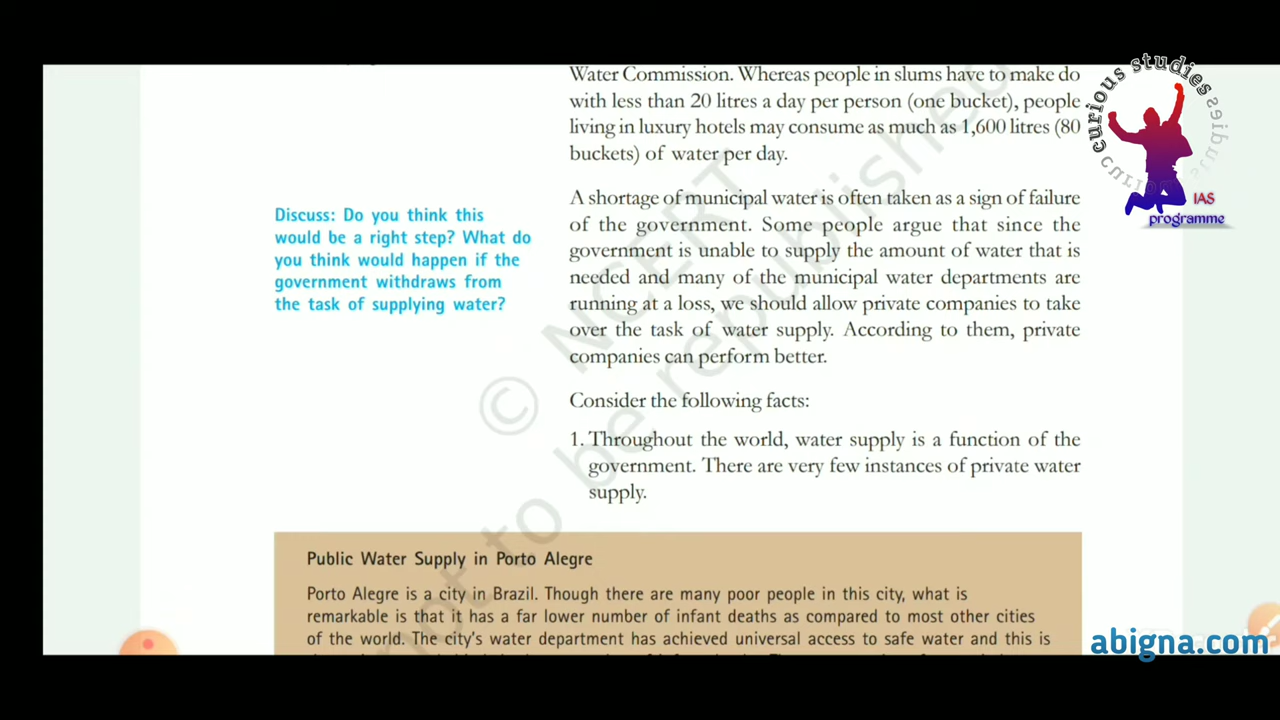 Water Commission. Whereas people in slums have to make do
with less than 20 litres a day per person (one bucket), people
living in luxury hotels may consume as much as 1,600 litres (80
buckets) of water per day.
A shortage of municipal water is often taken as a sign of failure
of the government. Some people argue that since the
government is unable to supply the amount of water that is
needed and many of the municipal water departments are
running at a loss, we should allow private companies to take
over the task of water supply. According to them, private
companies can perform better.
Discuss: Do you think this
would be a right step? What do
you think would happen if the
government withdraws from
the task of supplying water?
Consider the following facts:
1. Throughout the world, water supply is a function of the
government. There are very few instances of private water
supply.
Public Water Supply in Porto Alegre
Porto Alegre is a city in Brazil. Though there are many poor people in this city, what is
remarkable is that it has a far lower number of infant deaths as compared to most other cities
of the world. The city's water department has achieved universal access to safe water and this is
© NCERT
not to be republished
curious studies
IAS
programme
abigna.com